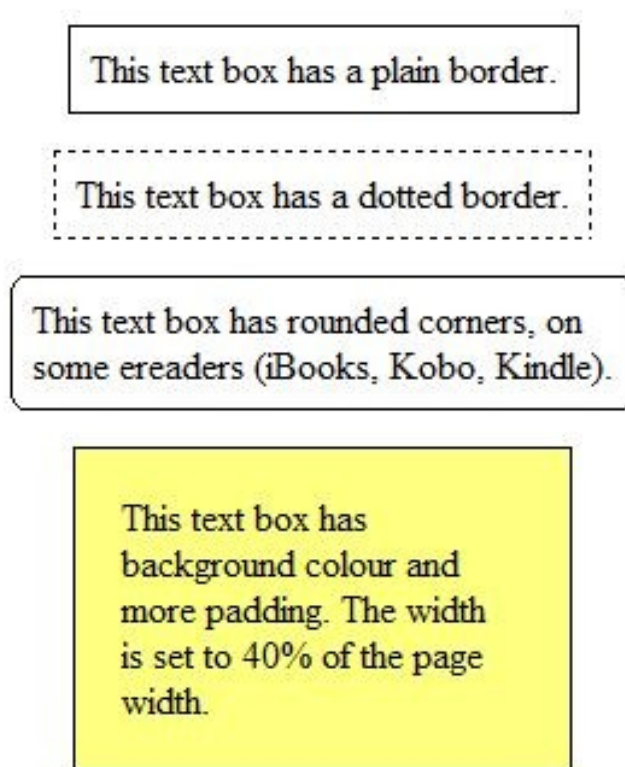 This text box has a plain border.
This text box has a dotted border.
This text box has rounded corners, on
some ereaders (iBooks, Kobo, Kindle).
This text box has
background colour and
more padding. The width
is set to 40% of the page
width.